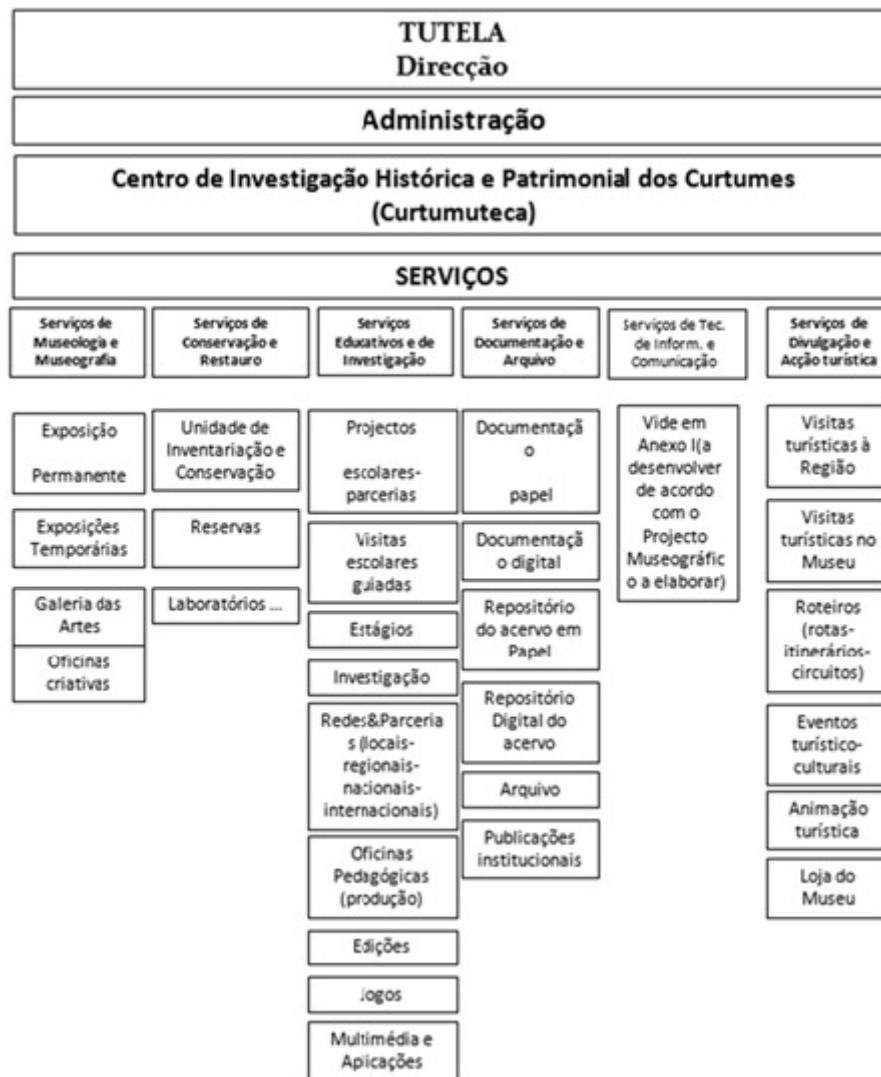 TUTELA
Direcção
Administração
Centro de Investigação Histórica e Patrimonial dos Curtumes
(Curtumuteca)
SERVIÇOS
Serviços de
Museologia e
Museografia
Serviços de
Conservação e
Restauro
Serviços
Educativos e de
Investigação
Serviços de
Documentação e
Arquivo
Serviços de Tec.
de Inform. e
Comunicação
Serviços de
Divulgação e
Acção turística
Exposição
Permanente
Exposições
Temporárias
Galeria das
Artes
Oficinas
criativas
Unidade de
Inventariação e
Conservação
Reservas
Laboratórios ...
Projectos
escolares-
parcerias
Visitas
escolares
guiadas
Estágios
Investigação
Redes&Parceria
s (locais-
regionais-
nacionais-
internacionais)
Oficinas
Pedagógicas
(produção)
Edições
Jogos
Multimédia e
Aplicações
Documentaçã
o
papel
Documentaçã
o digital
Repositório
do acervo em
Papel
Repositório
Digital do
acervo
Arquivo
Publicações
institucionais
Vide em
Anexo I(a
desenvolver
de acordo
com o
Projecto
Museográfic
o a elaborar)
Visitas
turísticas à
Região
Visitas
turísticas no
Museu
Roteiros
(rotas-
itinerários-
circuitos)
Eventos
turístico-
culturais
Animação
turística
Loja do
Museu